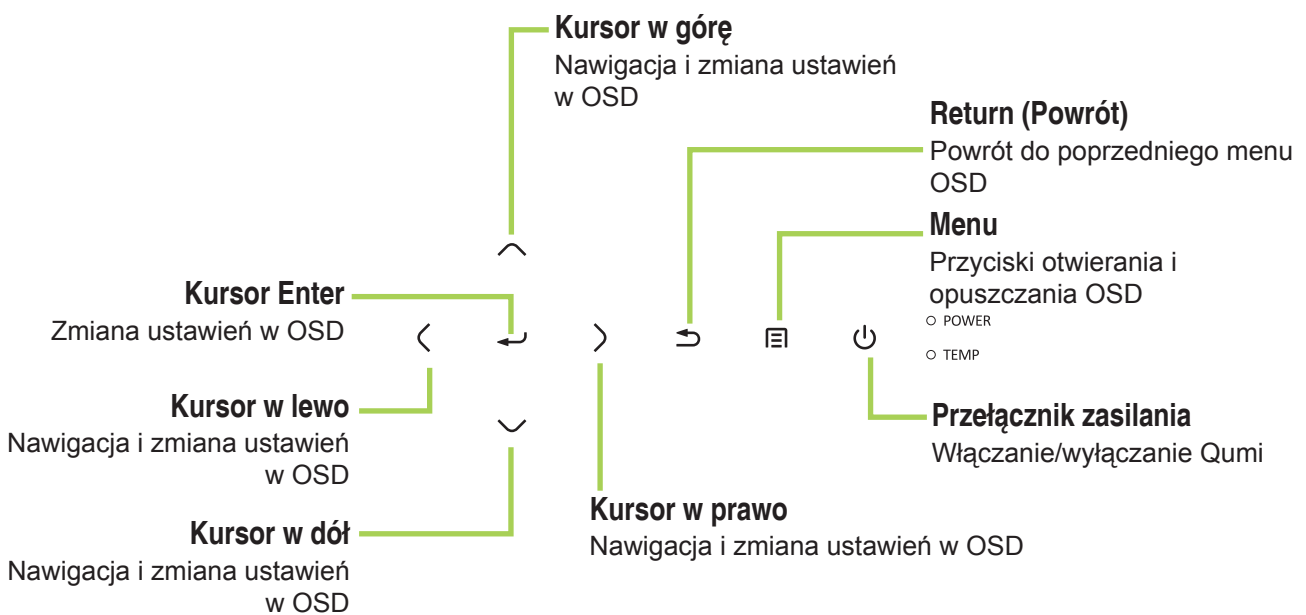 Kursor w górę
Nawigacja i zmiana ustawień
w OSD
Return (Powrót)
Powrót do poprzedniego menu
OSD
Menu
Przyciski otwierania i
opuszczania OSD
POWER
TEMP
Kursor Enter
Zmiana ustawień w OSD
Kursor w lewo
Nawigacja i zmiana ustawień
w OSD
Kursor w dół
Nawigacja i zmiana ustawień
w OSD
Kursor w prawo
Nawigacja i zmiana ustawień w OSD
Przełącznik zasilania
Włączanie/wyłączanie Qumi